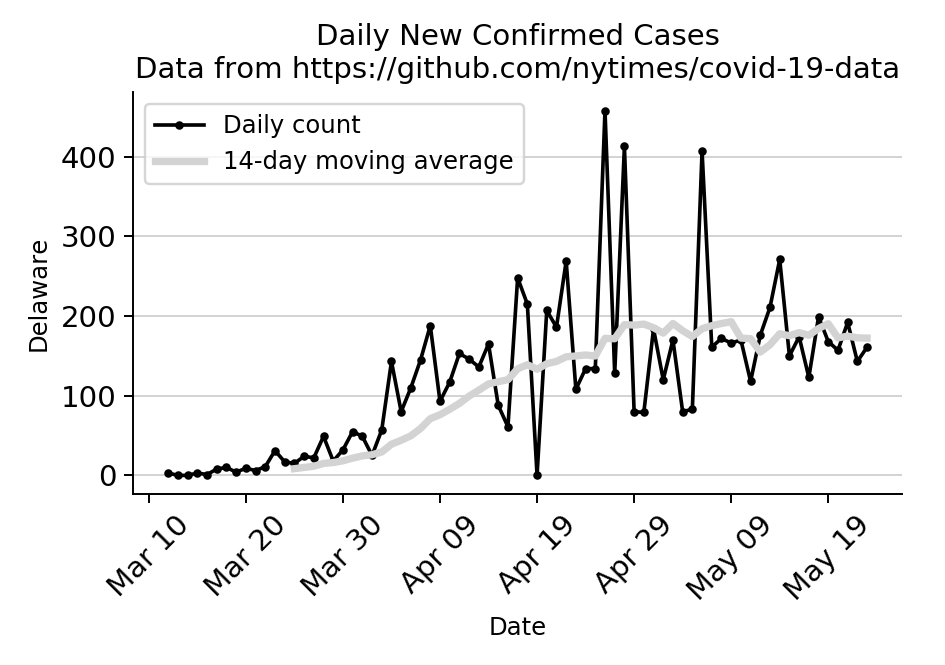 Daily New Confirmed Cases
Data from https://github.com/nytimes/covid-19-data
Daily count
14-day moving average
400
300
200
100
0
Delaware
Mar 10
Mar 20
Mar 30
Apr 09
Apr 19
Apr 29
May 09
May 19
Date